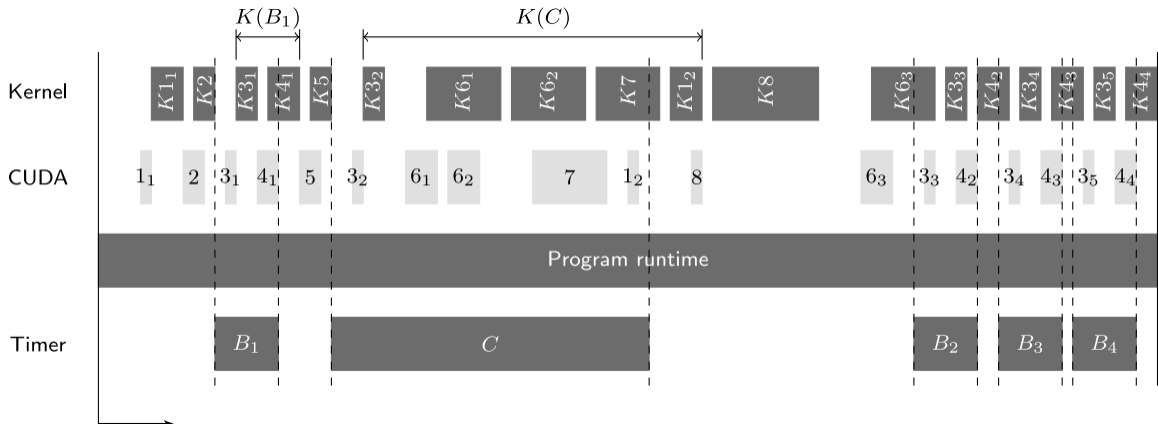 K(B₁) K(C)
Kernel K1₁ K2 K3₁ K4₁ K5 K3₂ K6₁ K6₂ K7 K1₂ K8 K6₃ K3₃ K4₂ K3₄ K4₃ K3₅ K4₄
CUDA 1₁ 2 3₁ 4₁ 5 3₂ 6₁ 6₂ 7 1₂ 8 6₃ 3₃ 4₂ 3₄ 4₃ 3₅ 4₄
Program runtime
Timer B₁ C B₂ B₃ B₄